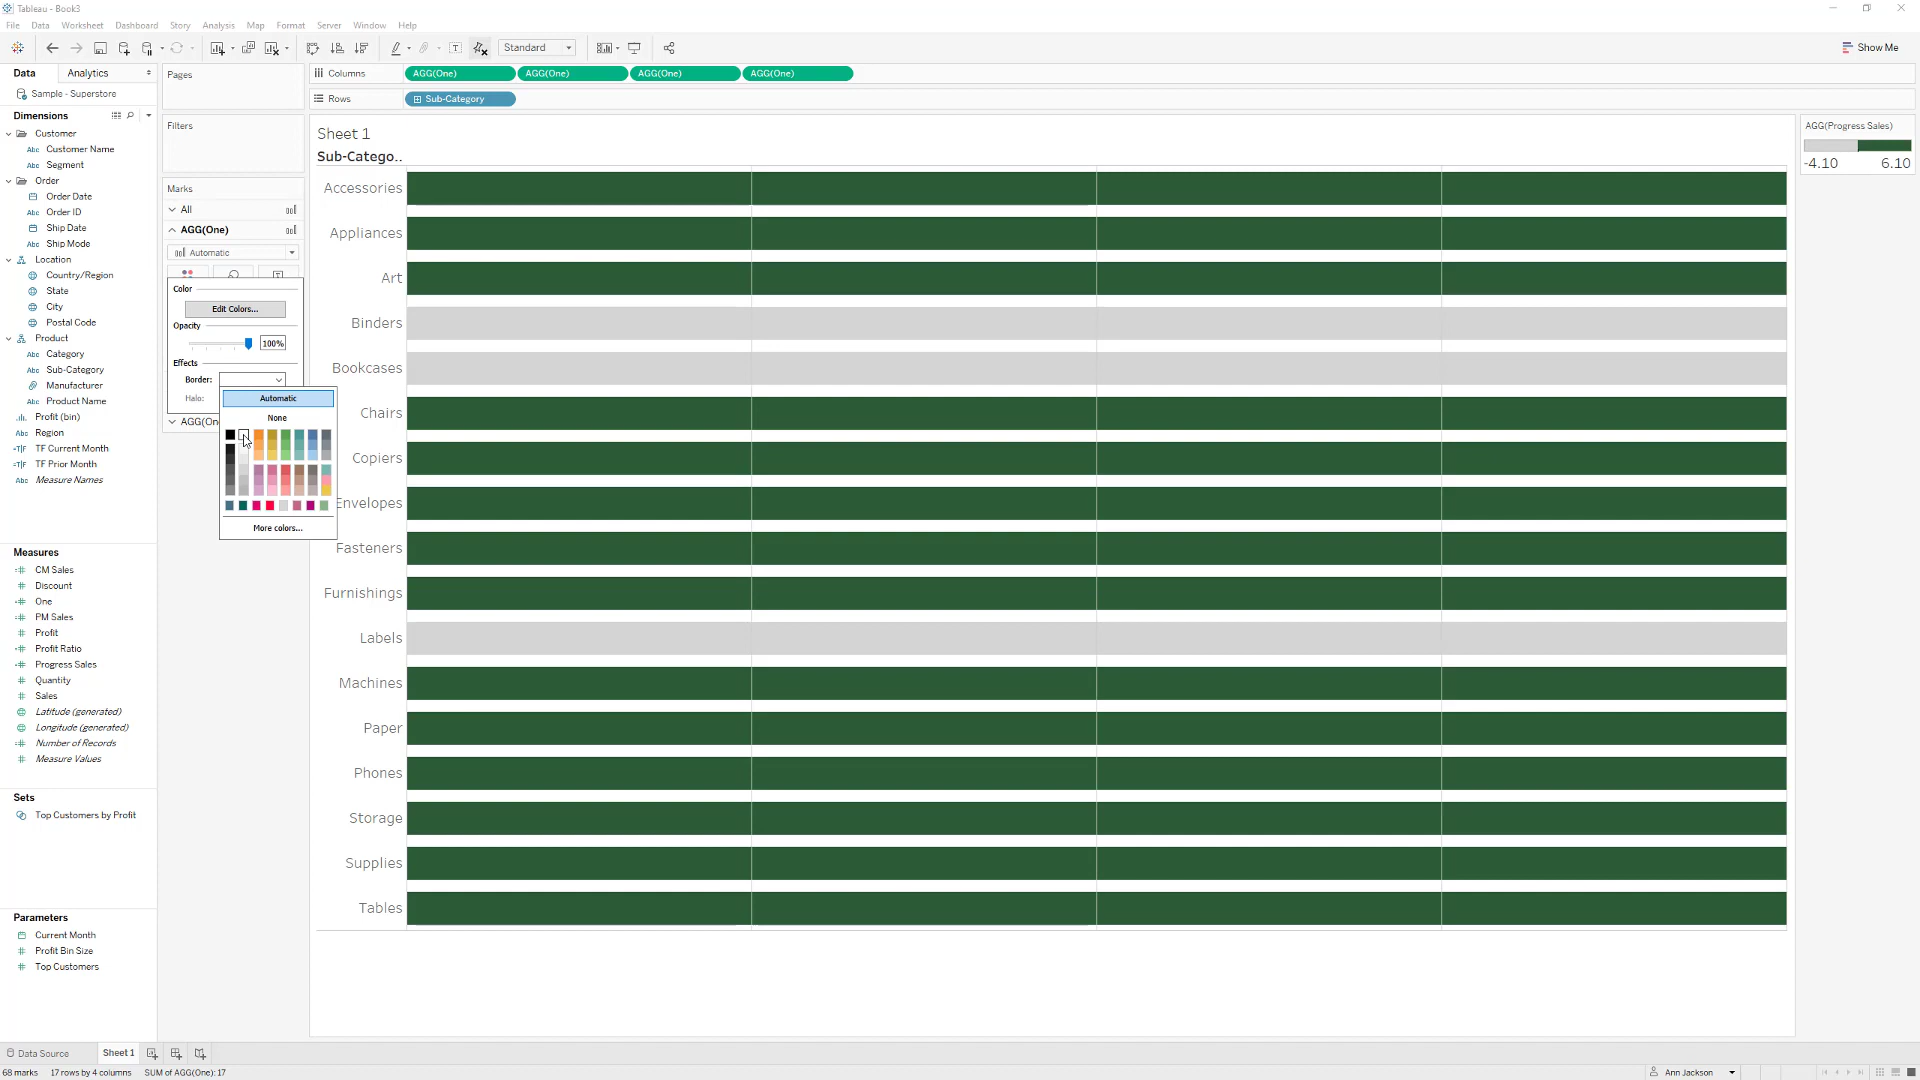 Tableau - Book3
File Data Worksheet Dashboard Story Analysis Map Format Server Window Help
Standard
Show Me
Data Analytics
Sample - Superstore
Dimensions
Customer
Abc Customer Name
Abc Segment
Order
Order Date
Abc Order ID
Ship Date
Abc Ship Mode
Location
Country/Region
State
City
Postal Code
Product
Abc Category
Abc Sub-Category
Manufacturer
Abc Product Name
Profit (bin)
Abc Region
=T|F TF Current Month
=T|F TF Prior Month
Abc Measure Names
Measures
CM Sales
Discount
One
PM Sales
Profit
Profit Ratio
Progress Sales
Quantity
Sales
Latitude (generated)
Longitude (generated)
Number of Records
Measure Values
Sets
Top Customers by Profit
Parameters
Current Month
Profit Bin Size
Top Customers
Pages
Filters
Marks
All
AGG(One)
Automatic
Color
Edit Colors...
Opacity
100%
Effects
Border:
Halo:
Automatic
None
More colors...
Columns AGG(One) AGG(One) AGG(One) AGG(One)
Rows Sub-Category
Sheet 1
Sub-Catego..
Accessories
Appliances
Art
Binders
Bookcases
Chairs
Copiers
Envelopes
Fasteners
Furnishings
Labels
Machines
Paper
Phones
Storage
Supplies
Tables
AGG(Progress Sales)
-4.10 6.10
Data Source Sheet 1
68 marks 17 rows by 4 columns SUM of AGG(One): 17
Ann Jackson